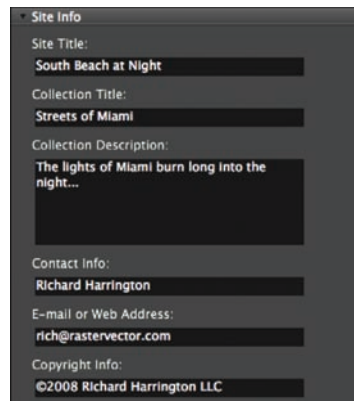 Site Info
Site Title:
South Beach at Night
Collection Title:
Streets of Miami
Collection Description:
The lights of Miami burn long into the
night...
Contact Info:
Richard Harrington
E-mail or Web Address:
rich@rastervector.com
Copyright Info:
©2008 Richard Harrington LLC